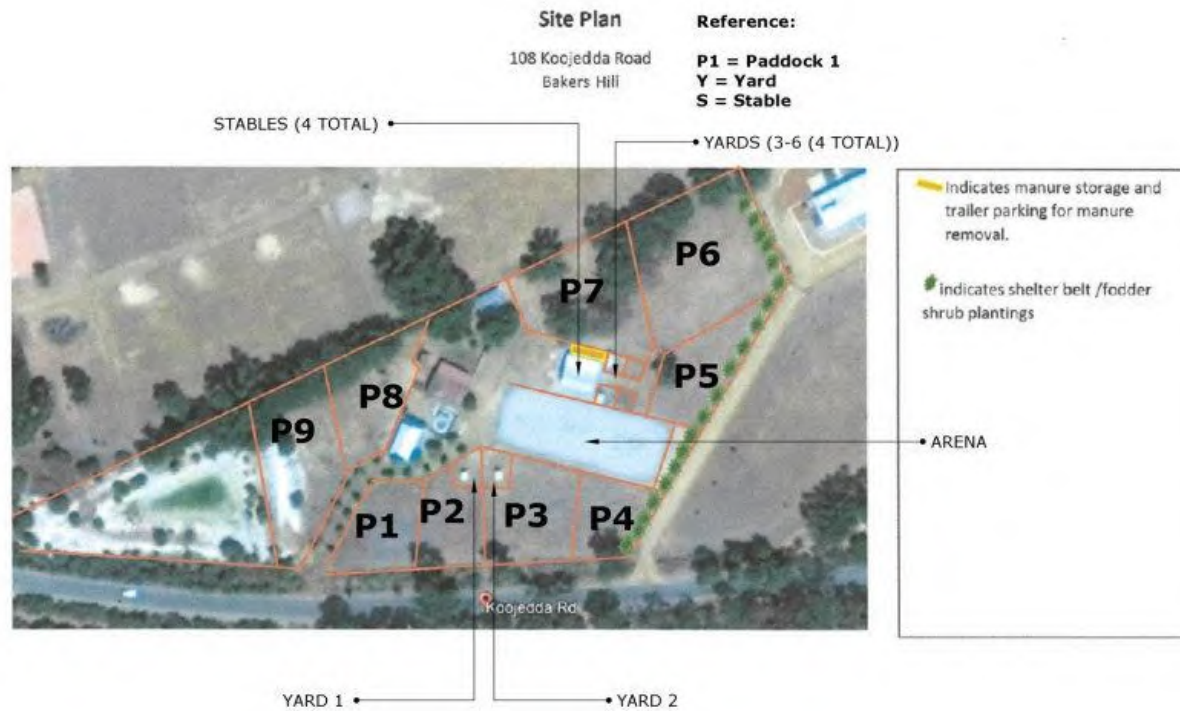 Site Plan
108 Koojedda Road
Bakers Hill
Reference:
P1 = Paddock 1
Y = Yard
S = Stable
STABLES (4 TOTAL)
YARDS (3-6 (4 TOTAL))
Indicates manure storage and
trailer parking for manure
removal.
indicates shelter belt /fodder
shrub plantings
P6
P7
P5
P8
P9
ARENA
P1
P2
P3
P4
Koojedda Rd
YARD 1
YARD 2